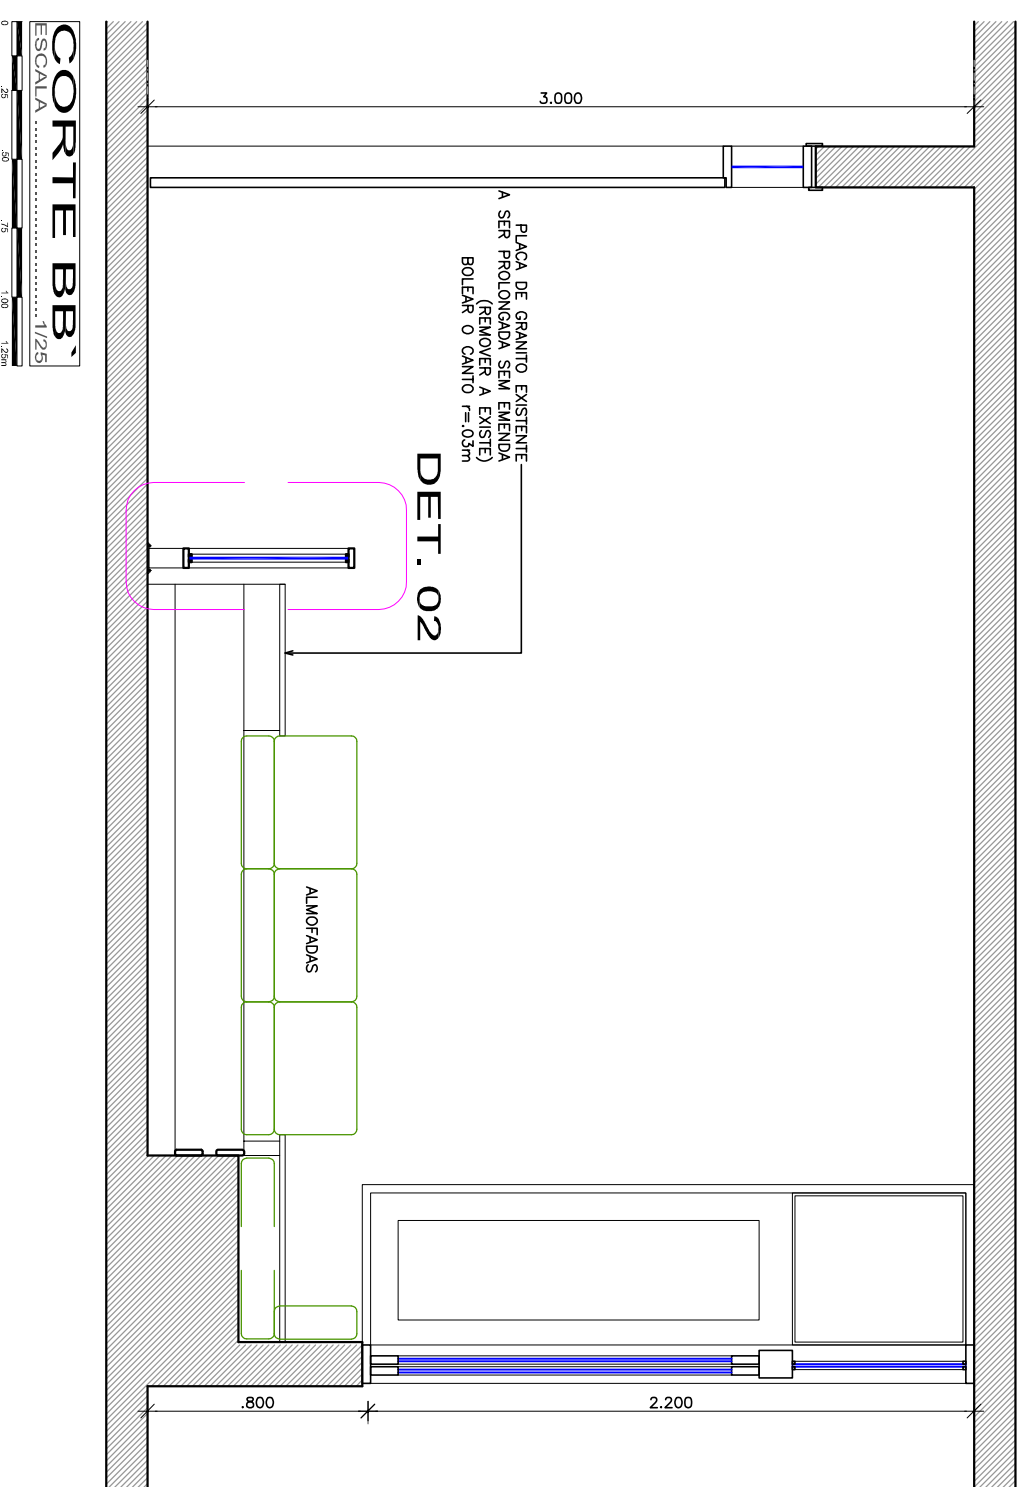 3.000
PLACA DE GRANITO EXISTENTE
A SER PROLONGADA SEM EMENDA
(REMOVER A EXISTE)
BOLEAR O CANTO r=.03m
DET. 02
ALMOFADAS
.800
2.200
CORTE BB`
ESCALA ........................ 1/25
0 .25 .50 .75 1.00 1.25m